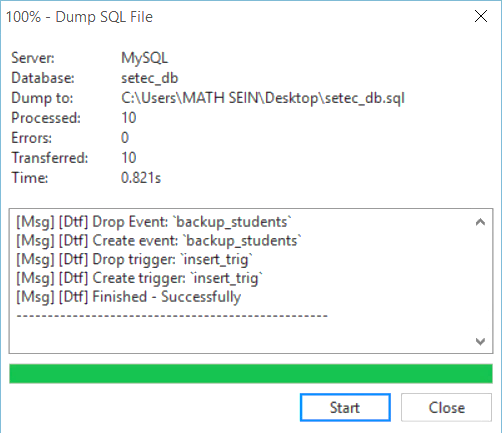 100% - Dump SQL File
Server: MySQL
Database: setec_db
Dump to: C:\Users\MATH SEIN\Desktop\setec_db.sql
Processed: 10
Errors: 0
Transferred: 10
Time: 0.821s
[Msg] [Dtf] Drop Event: `backup_students`
[Msg] [Dtf] Create event: `backup_students`
[Msg] [Dtf] Drop trigger: `insert_trig`
[Msg] [Dtf] Create trigger: `insert_trig`
[Msg] [Dtf] Finished - Successfully
--------------------------------------------------
Start Close